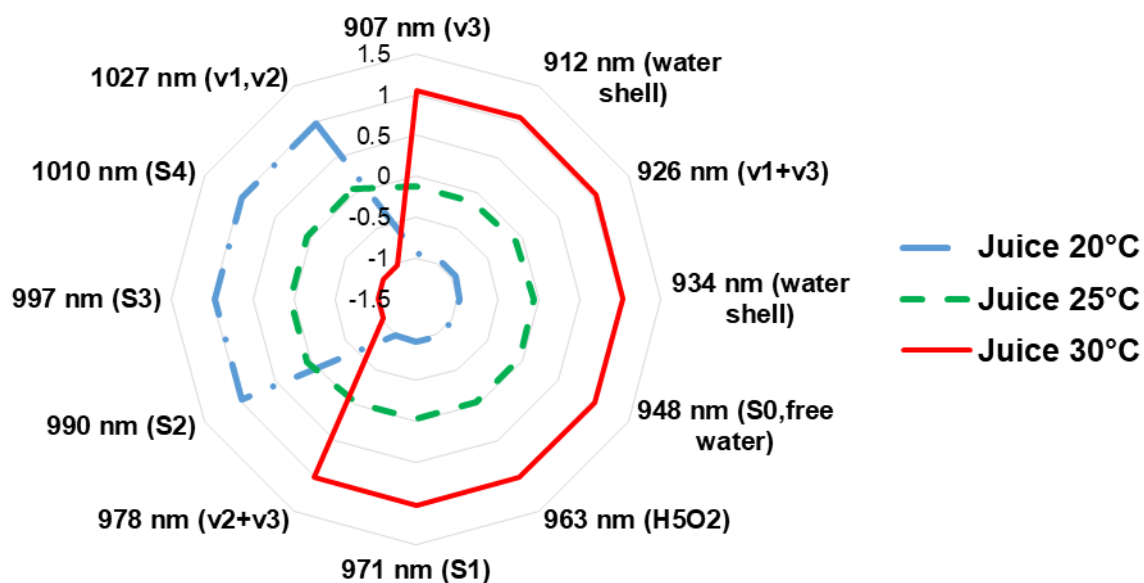 907 nm (v3)
1027 nm (v1,v2)
912 nm (water
shell)
1010 nm (S4)
926 nm (v1+v3)
997 nm (S3)
934 nm (water
shell)
990 nm (S2)
948 nm (S0,free
water)
978 nm (v2+v3)
963 nm (H5O2)
971 nm (S1)
1.5
1
0.5
0
-0.5
-1
-1.5
Juice 20°C
Juice 25°C
Juice 30°C